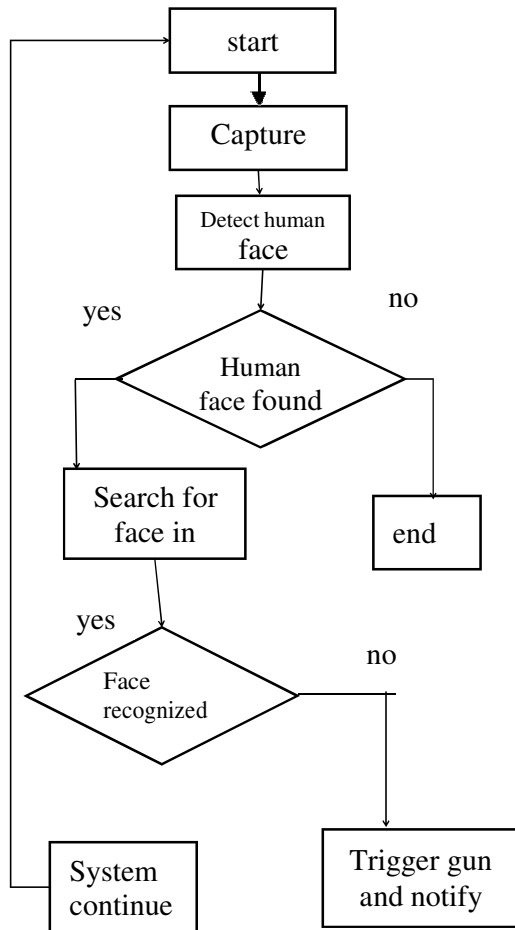 start
Capture
Detect human
face
yes
no
Human
face found
Search for
face in
end
yes
no
Face
recognized
System
continue
Trigger gun
and notify